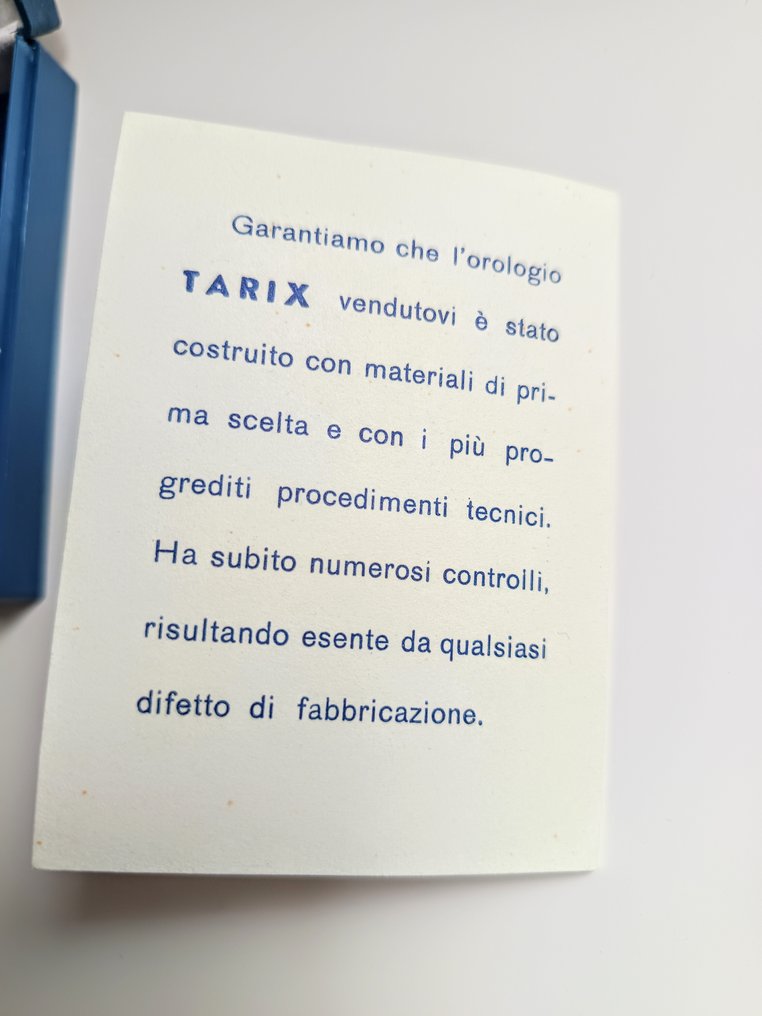 Garantiamo che l'orologio
TARIX vendutovi è stato
costruito con materiali di pri-
ma scelta e con i più pro-
grediti procedimenti tecnici.
Ha subito numerosi controlli,
risultando esente da qualsiasi
difetto di fabbricazione.